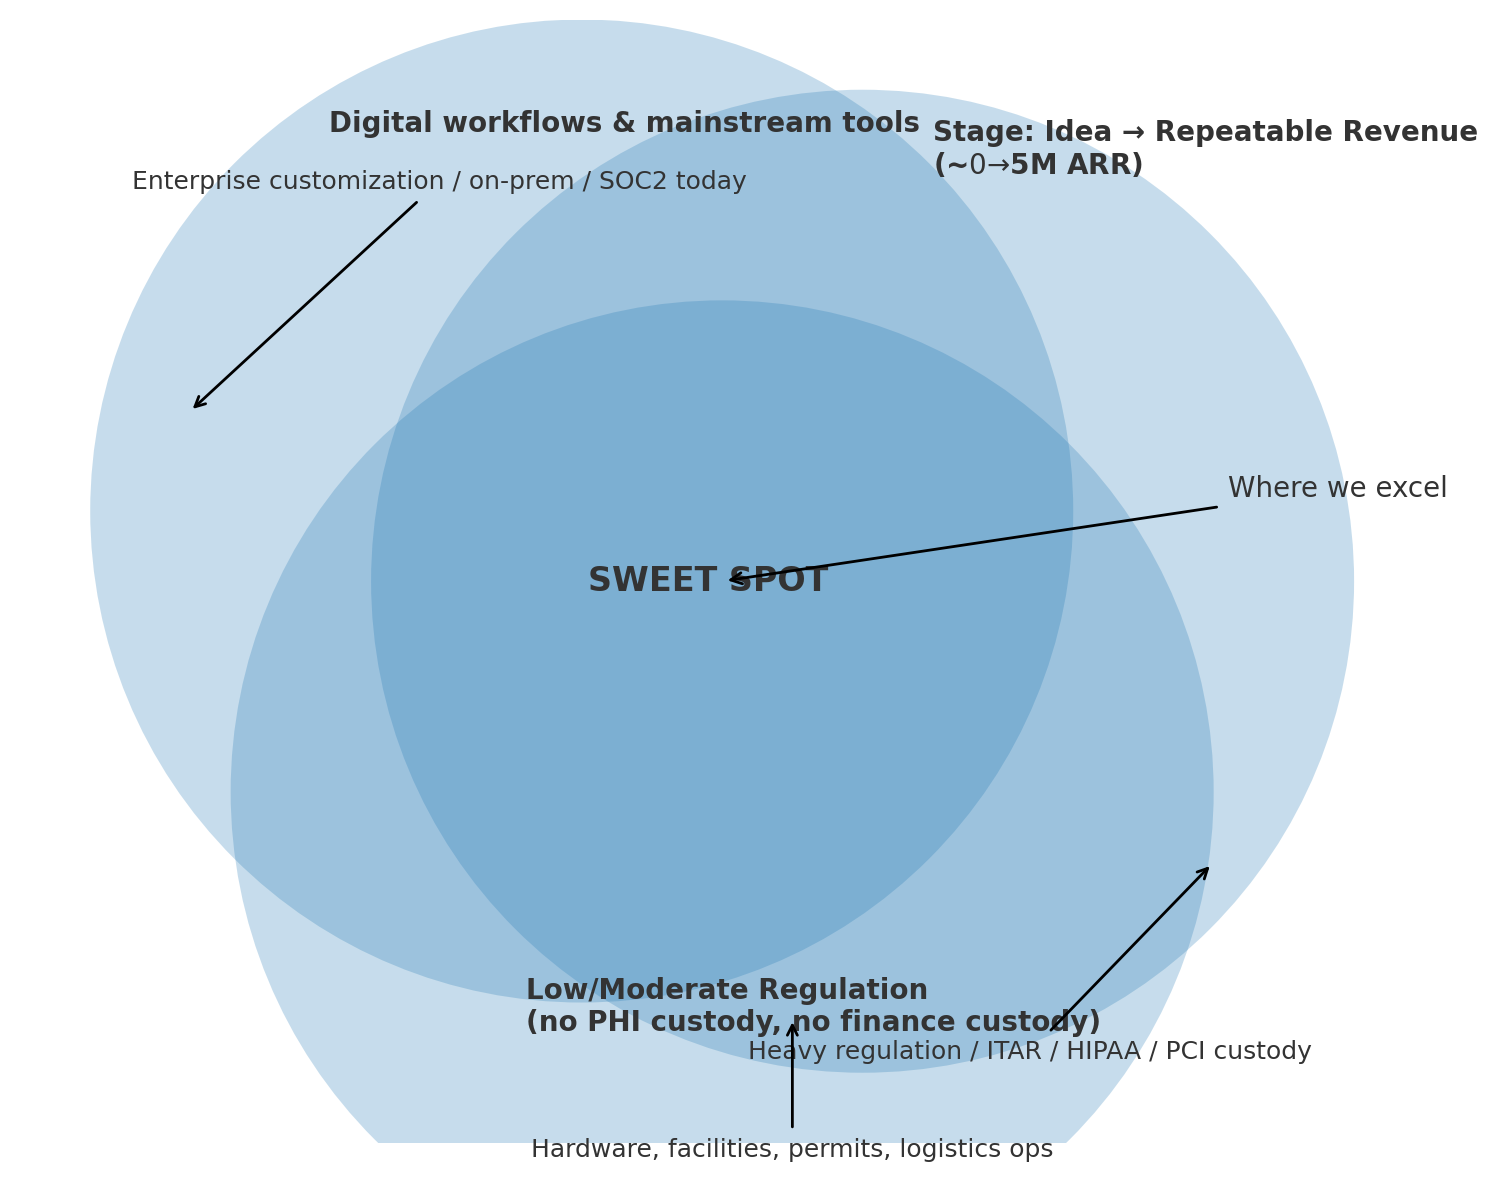 Digital workflows & mainstream tools
Stage: Idea → Repeatable Revenue
(~0→5M ARR)
Enterprise customization / on-prem / SOC2 today
Where we excel
SWEET SPOT
Low/Moderate Regulation
(no PHI custody, no finance custody)
Heavy regulation / ITAR / HIPAA / PCI custody
Hardware, facilities, permits, logistics ops